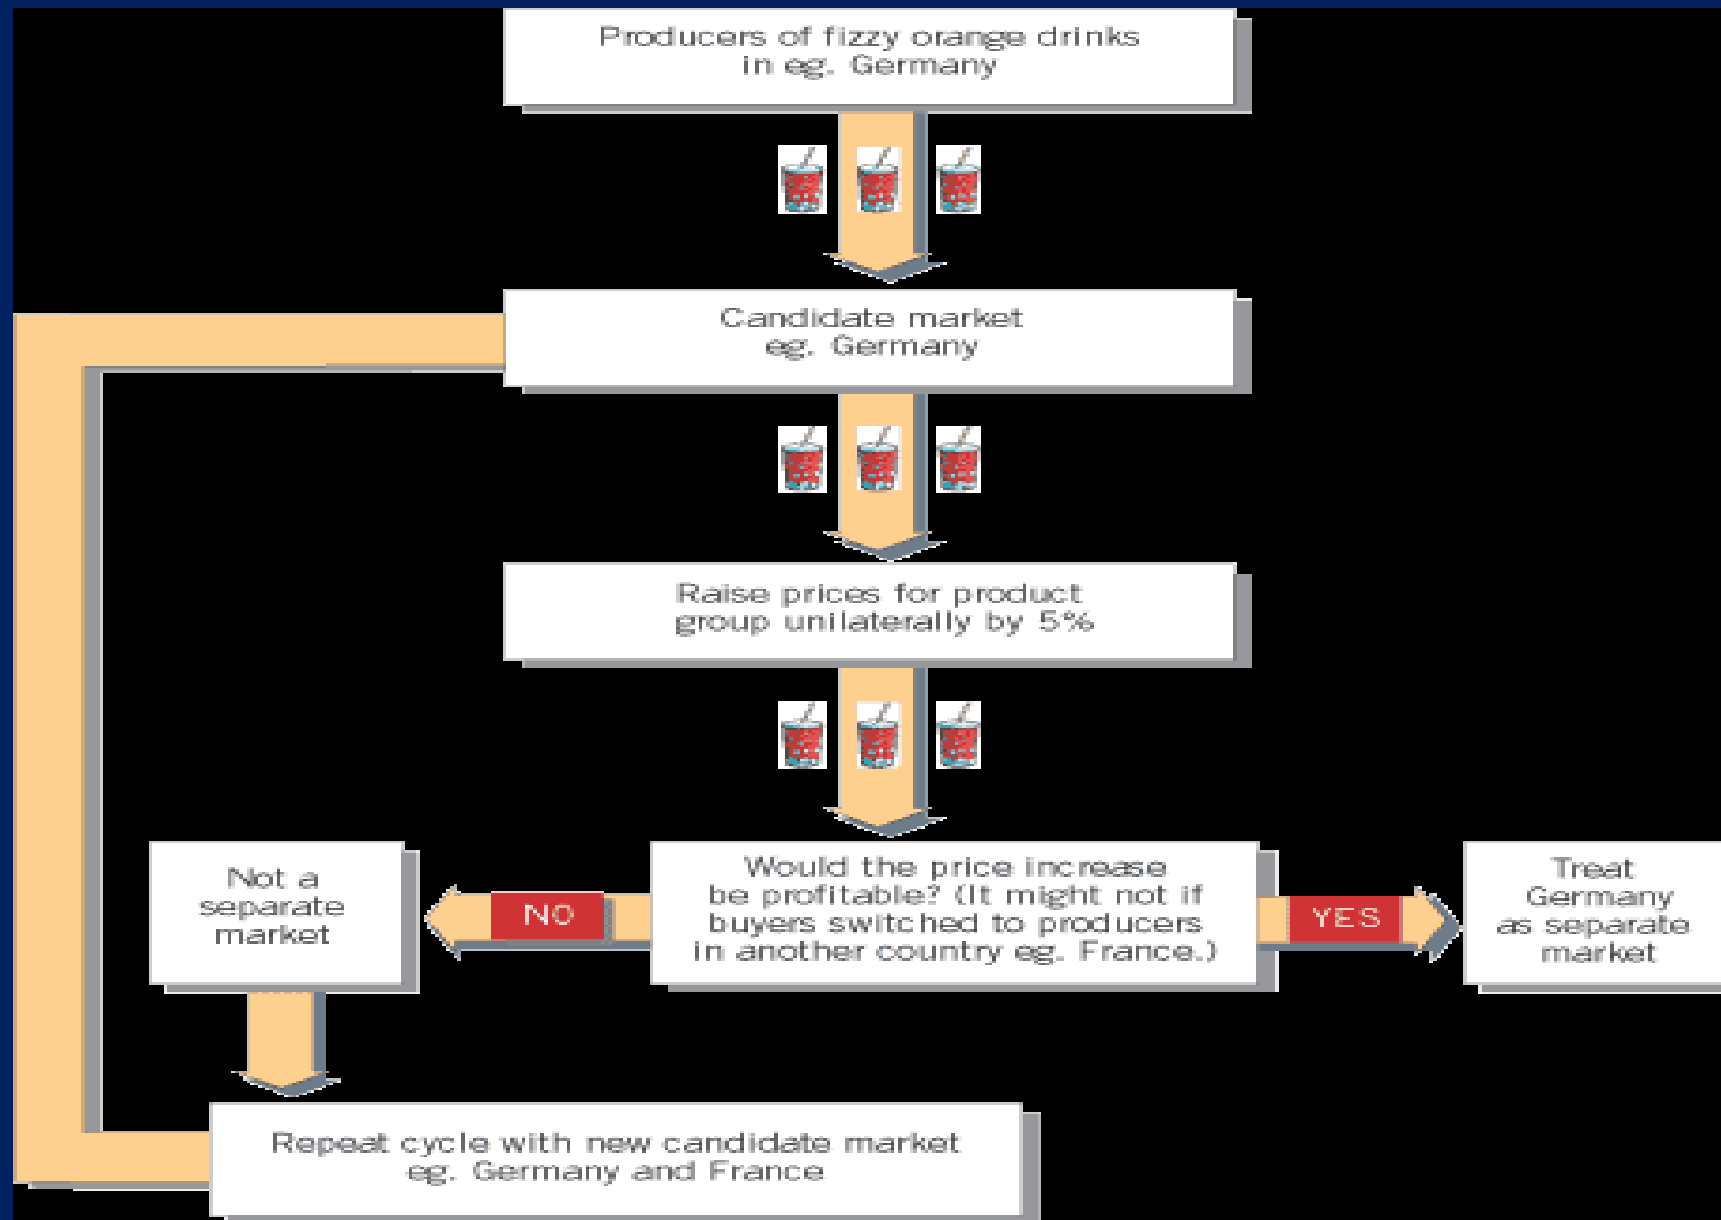 Producers of fizzy orange drinks
in eg. Germany
Candidate market
eg. Germany
Raise prices for product
group unilaterally by 5%
Not a
separate
market
NO
Would the price increase
be profitable? (It might not if
buyers switched to producers
in another country eg. France.)
YES
Treat
Germany
as separate
market
Repeat cycle with new candidate market
eg. Germany and France